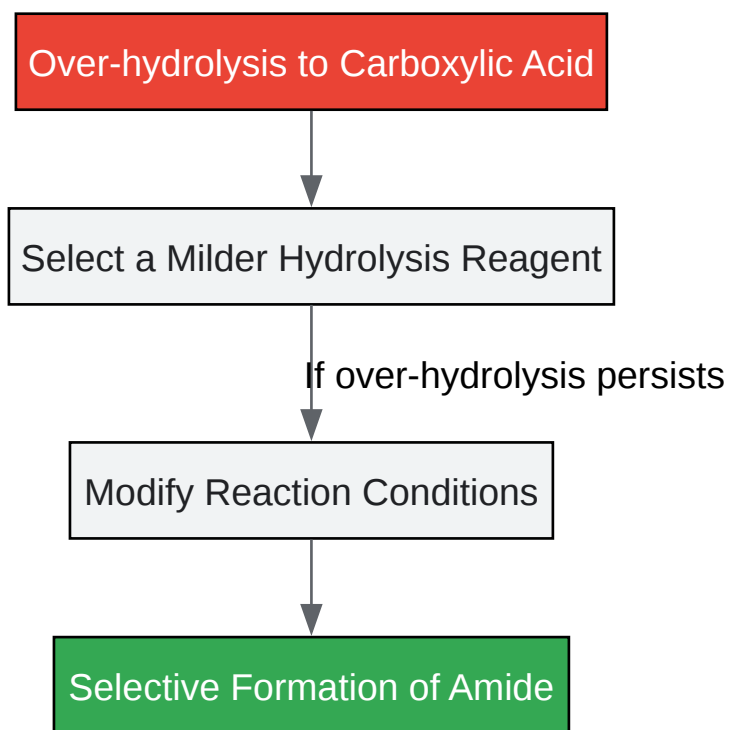 Over-hydrolysis to Carboxylic Acid
Select a Milder Hydrolysis Reagent
If over-hydrolysis persists
Modify Reaction Conditions
Selective Formation of Amide